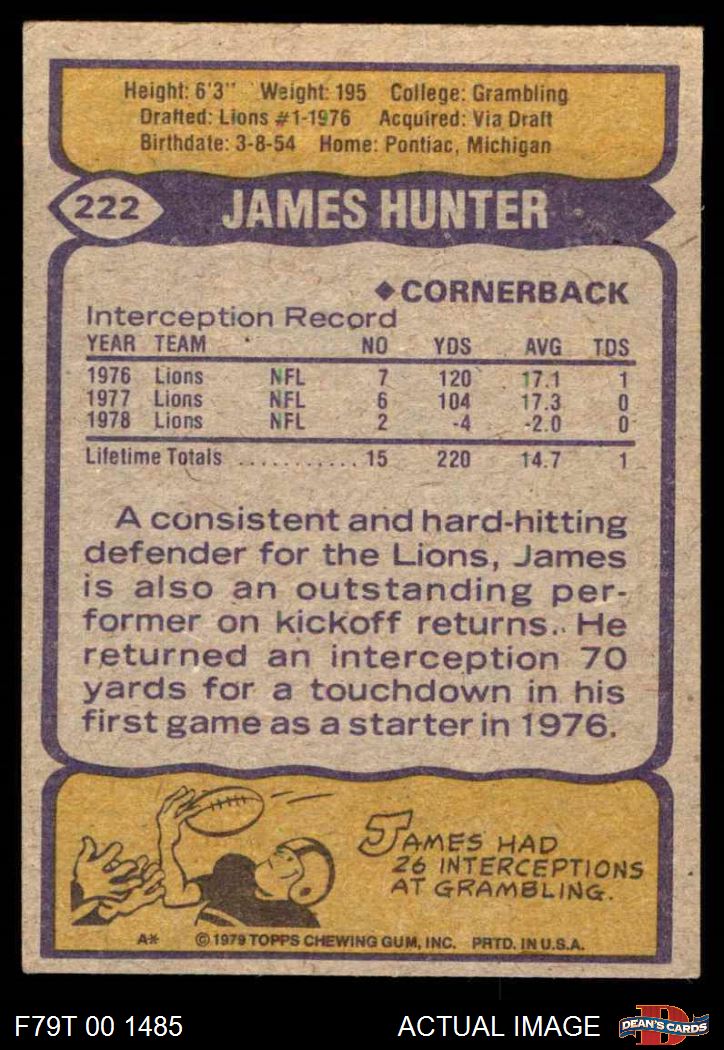 Height: 6'3" Weight: 195 College: Grambling
Drafted: Lions #1-1976 Acquired: Via Draft
Birthdate: 3-8-54 Home: Pontiac, Michigan
222 JAMES HUNTER
◆CORNERBACK
Interception Record
YEAR TEAM NO YDS AVG TDS
1976 Lions NFL 7 120 17.1 1
1977 Lions NFL 6 104 17.3 0
1978 Lions NFL 2 -4 -2.0 0
Lifetime Totals ........... 15 220 14.7 1
A consistent and hard-hitting
defender for the Lions, James
is also an outstanding per-
former on kickoff returns. He
returned an interception 70
yards for a touchdown in his
first game as a starter in 1976.
JAMES HAD
26 INTERCEPTIONS
AT GRAMBLING.
A* © 1979 TOPPS CHEWING GUM, INC. PRTD. IN U.S.A.
F79T 00 1485 ACTUAL IMAGE D DEAN'S CARDS